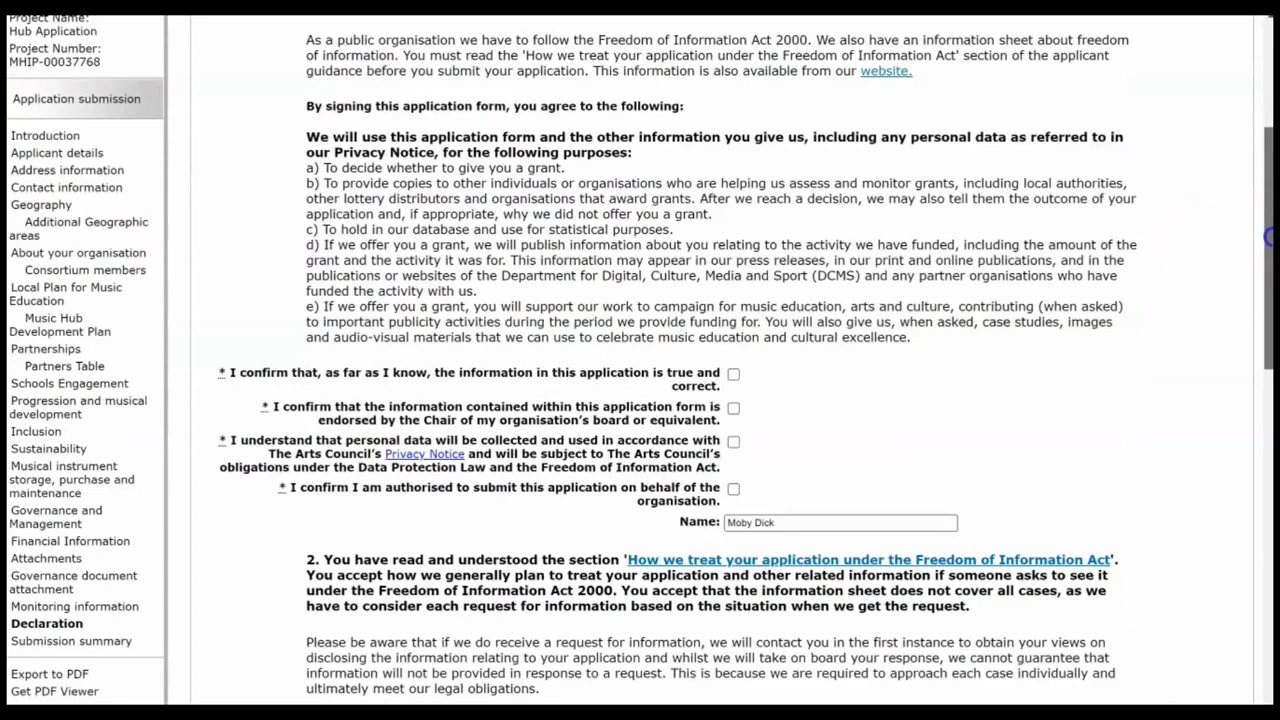 Project Name:
Hub Application
Project Number:
MHIP-00037768
Application submission
Introduction
Applicant details
Address information
Contact information
Geography
Additional Geographic
areas
About your organisation
Consortium members
Local Plan for Music
Education
Music Hub
Development Plan
Partnerships
Partners Table
Schools Engagement
Progression and musical
development
Inclusion
Sustainability
Musical instrument
storage, purchase and
maintenance
Governance and
Management
Financial Information
Attachments
Governance document
attachment
Monitoring information
Declaration
Submission summary
Export to PDF
Get PDF Viewer
As a public organisation we have to follow the Freedom of Information Act 2000. We also have an information sheet about freedom
of information. You must read the 'How we treat your application under the Freedom of Information Act' section of the applicant
guidance before you submit your application. This information is also available from our website.
By signing this application form, you agree to the following:
We will use this application form and the other information you give us, including any personal data as referred to in
our Privacy Notice, for the following purposes:
a) To decide whether to give you a grant.
b) To provide copies to other individuals or organisations who are helping us assess and monitor grants, including local authorities,
other lottery distributors and organisations that award grants. After we reach a decision, we may also tell them the outcome of your
application and, if appropriate, why we did not offer you a grant.
c) To hold in our database and use for statistical purposes.
d) If we offer you a grant, we will publish information about you relating to the activity we have funded, including the amount of the
grant and the activity it was for. This information may appear in our press releases, in our print and online publications, and in the
publications or websites of the Department for Digital, Culture, Media and Sport (DCMS) and any partner organisations who have
funded the activity with us.
e) If we offer you a grant, you will support our work to campaign for music education, arts and culture, contributing (when asked)
to important publicity activities during the period we provide funding for. You will also give us, when asked, case studies, images
and audio-visual materials that we can use to celebrate music education and cultural excellence.
* I confirm that, as far as I know, the information in this application is true and
correct.
* I confirm that the information contained within this application form is
endorsed by the Chair of my organisation's board or equivalent.
* I understand that personal data will be collected and used in accordance with
The Arts Council's Privacy Notice and will be subject to The Arts Council's
obligations under the Data Protection Law and the Freedom of Information Act.
* I confirm I am authorised to submit this application on behalf of the
organisation.
Name: Moby Dick
2. You have read and understood the section 'How we treat your application under the Freedom of Information Act'.
You accept how we generally plan to treat your application and other related information if someone asks to see it
under the Freedom of Information Act 2000. You accept that the information sheet does not cover all cases, as we
have to consider each request for information based on the situation when we get the request.
Please be aware that if we do receive a request for information, we will contact you in the first instance to obtain your views on
disclosing the information relating to your application and whilst we will take on board your response, we cannot guarantee that
information will not be provided in response to a request. This is because we are required to approach each case individually and
ultimately meet our legal obligations.